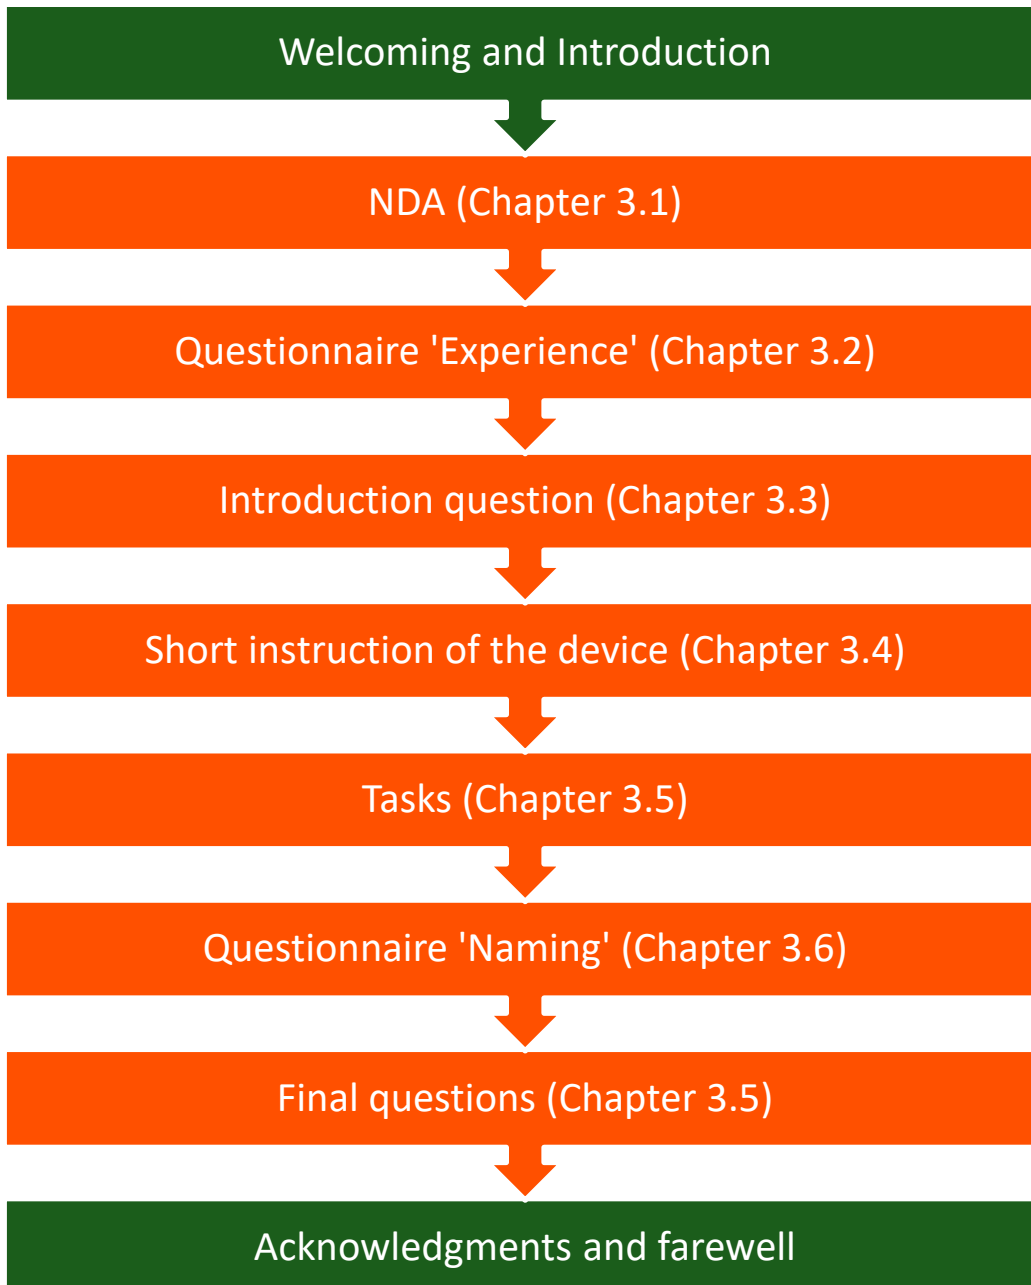 Welcoming and Introduction
NDA (Chapter 3.1)
Questionnaire 'Experience' (Chapter 3.2)
Introduction question (Chapter 3.3)
Short instruction of the device (Chapter 3.4)
Tasks (Chapter 3.5)
Questionnaire 'Naming' (Chapter 3.6)
Final questions (Chapter 3.5)
Acknowledgments and farewell